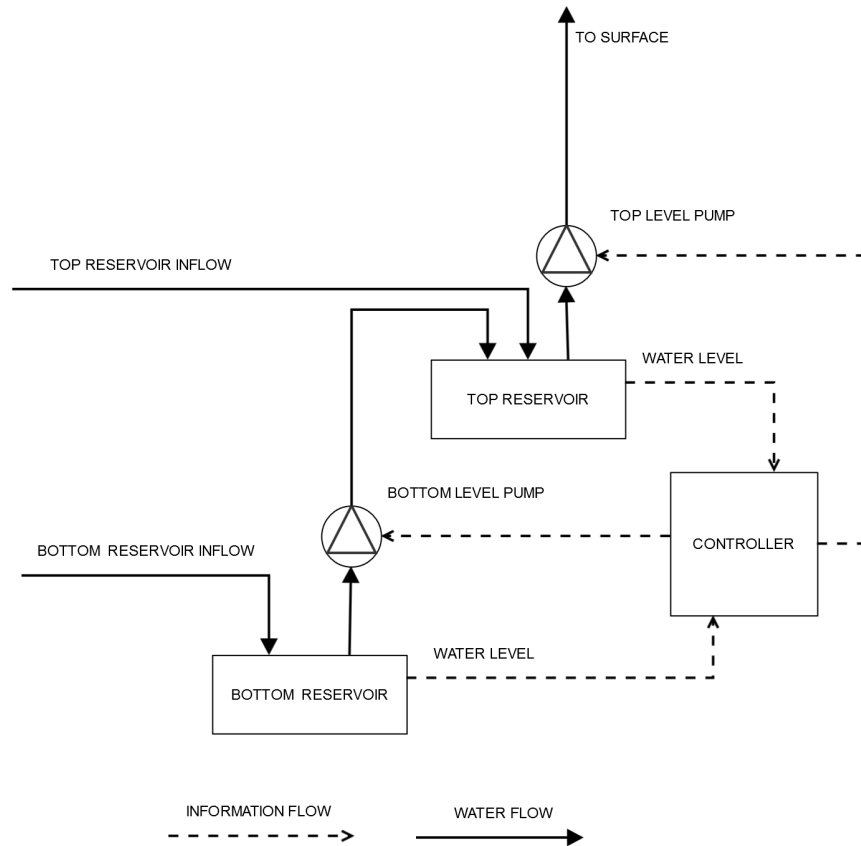 TO SURFACE
TOP LEVEL PUMP
TOP RESERVOIR INFLOW
WATER LEVEL
TOP RESERVOIR
BOTTOM LEVEL PUMP
CONTROLLER
BOTTOM RESERVOIR INFLOW
WATER LEVEL
BOTTOM RESERVOIR
INFORMATION FLOW
WATER FLOW